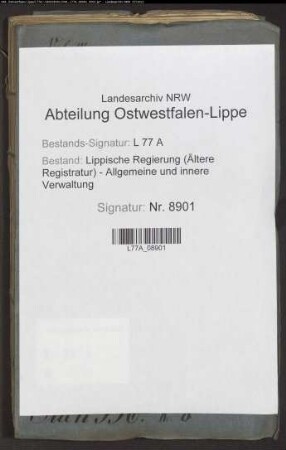 Landesarchiv NRW
Abteilung Ostwestfalen-Lippe
Bestands-Signatur: L 77 A
Bestand: Lippische Regierung (Ältere
Registratur) - Allgemeine und innere
Verwaltung
Signatur: Nr. 8901
L77A_08901